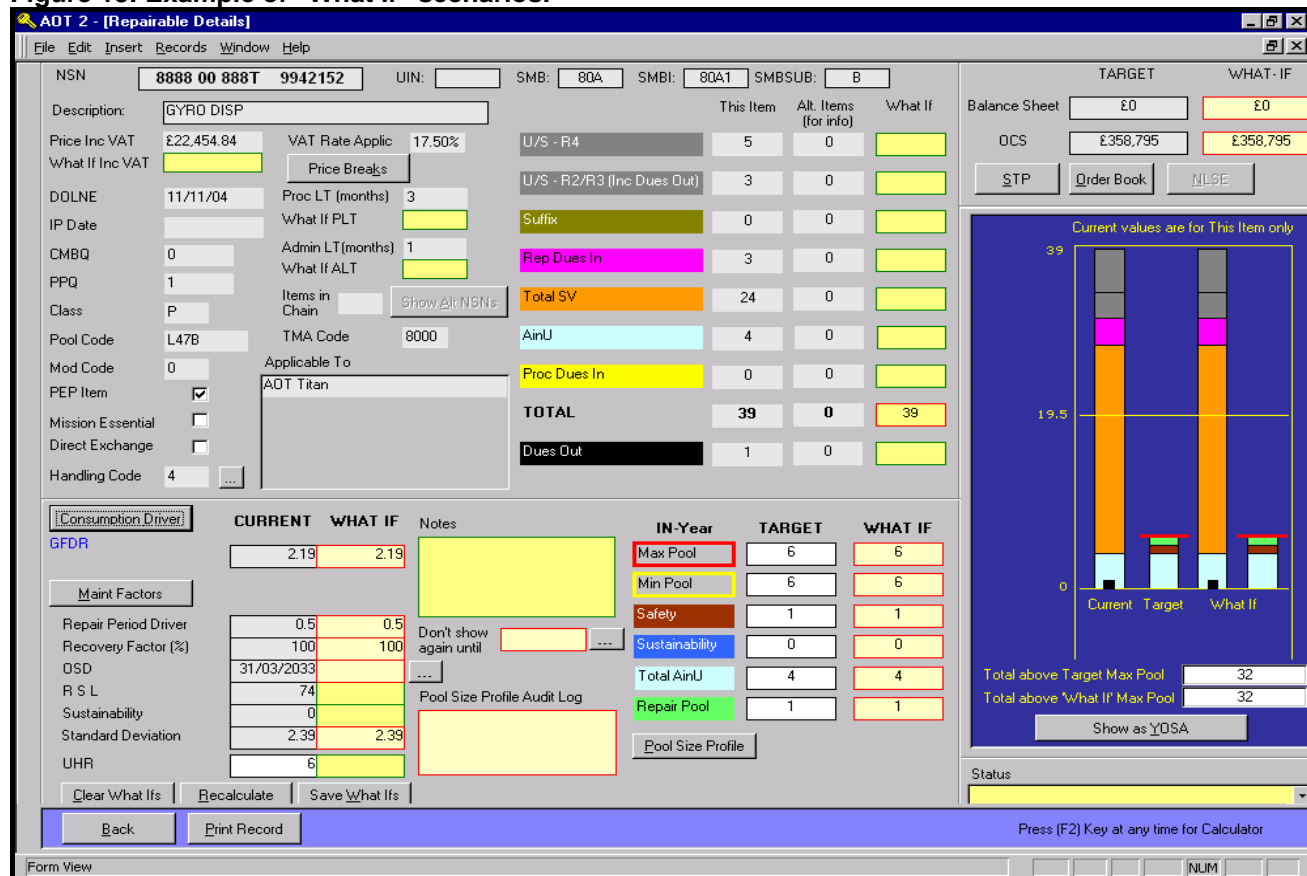 Figure 18. Example of "What If" scenarios.
AOT 2 - [Repairable Details]
File Edit Insert Records Window Help
NSN 8888 00 888T 9942152 UIN: SMB: 80A SMBI: 80A1 SMBSUB: B
Description: GYRO DISP
Price Inc VAT £22,454.84 VAT Rate Applic 17.50%
What If Inc VAT Price Breaks
DOLNE 11/11/04 Proc LT (months) 3
IP Date What If PLT
CMBQ 0 Admin LT(months) 1
What If ALT
PPQ 1
Class P Items in Chain Show Alt NSNs
Pool Code L47B TMA Code 8000
Mod Code 0 Applicable To
AOT Titan
PEP Item
Mission Essential
Direct Exchange
Handling Code 4 ...
This Item Alt. Items (for info) What If
U/S - R4 5 0
U/S - R2/R3 (Inc Dues Out) 3 0
Suffix 0 0
Rep Dues In 3 0
Total SV 24 0
AinU 4 0
Proc Dues In 0 0
TOTAL 39 0 39
Dues Out 1 0
TARGET WHAT-IF
Balance Sheet £0 £0
OCS £358,795 £358,795
STP Order Book NLSE
Current values are for This Item only
39
19.5
0
Current Target What If
Total above Target Max Pool 32
Total above 'What If' Max Pool 32
Show as YOSA
Status
Consumption Driver CURRENT WHAT IF
GFDR 2.19 2.19
Maint Factors
Repair Period Driver 0.5 0.5
Recovery Factor (%) 100 100
OSD 31/03/2033 ...
R S L 74
Sustainability 0
Standard Deviation 2.39 2.39
UHR 6
Notes
Don't show again until ...
Pool Size Profile Audit Log
IN-Year TARGET WHAT IF
Max Pool 6 6
Min Pool 6 6
Safety 1 1
Sustainability 0 0
Total AinU 4 4
Repair Pool 1 1
Pool Size Profile
Clear What Ifs Recalculate Save What Ifs
Back Print Record Press (F2) Key at any time for Calculator
Form View NUM